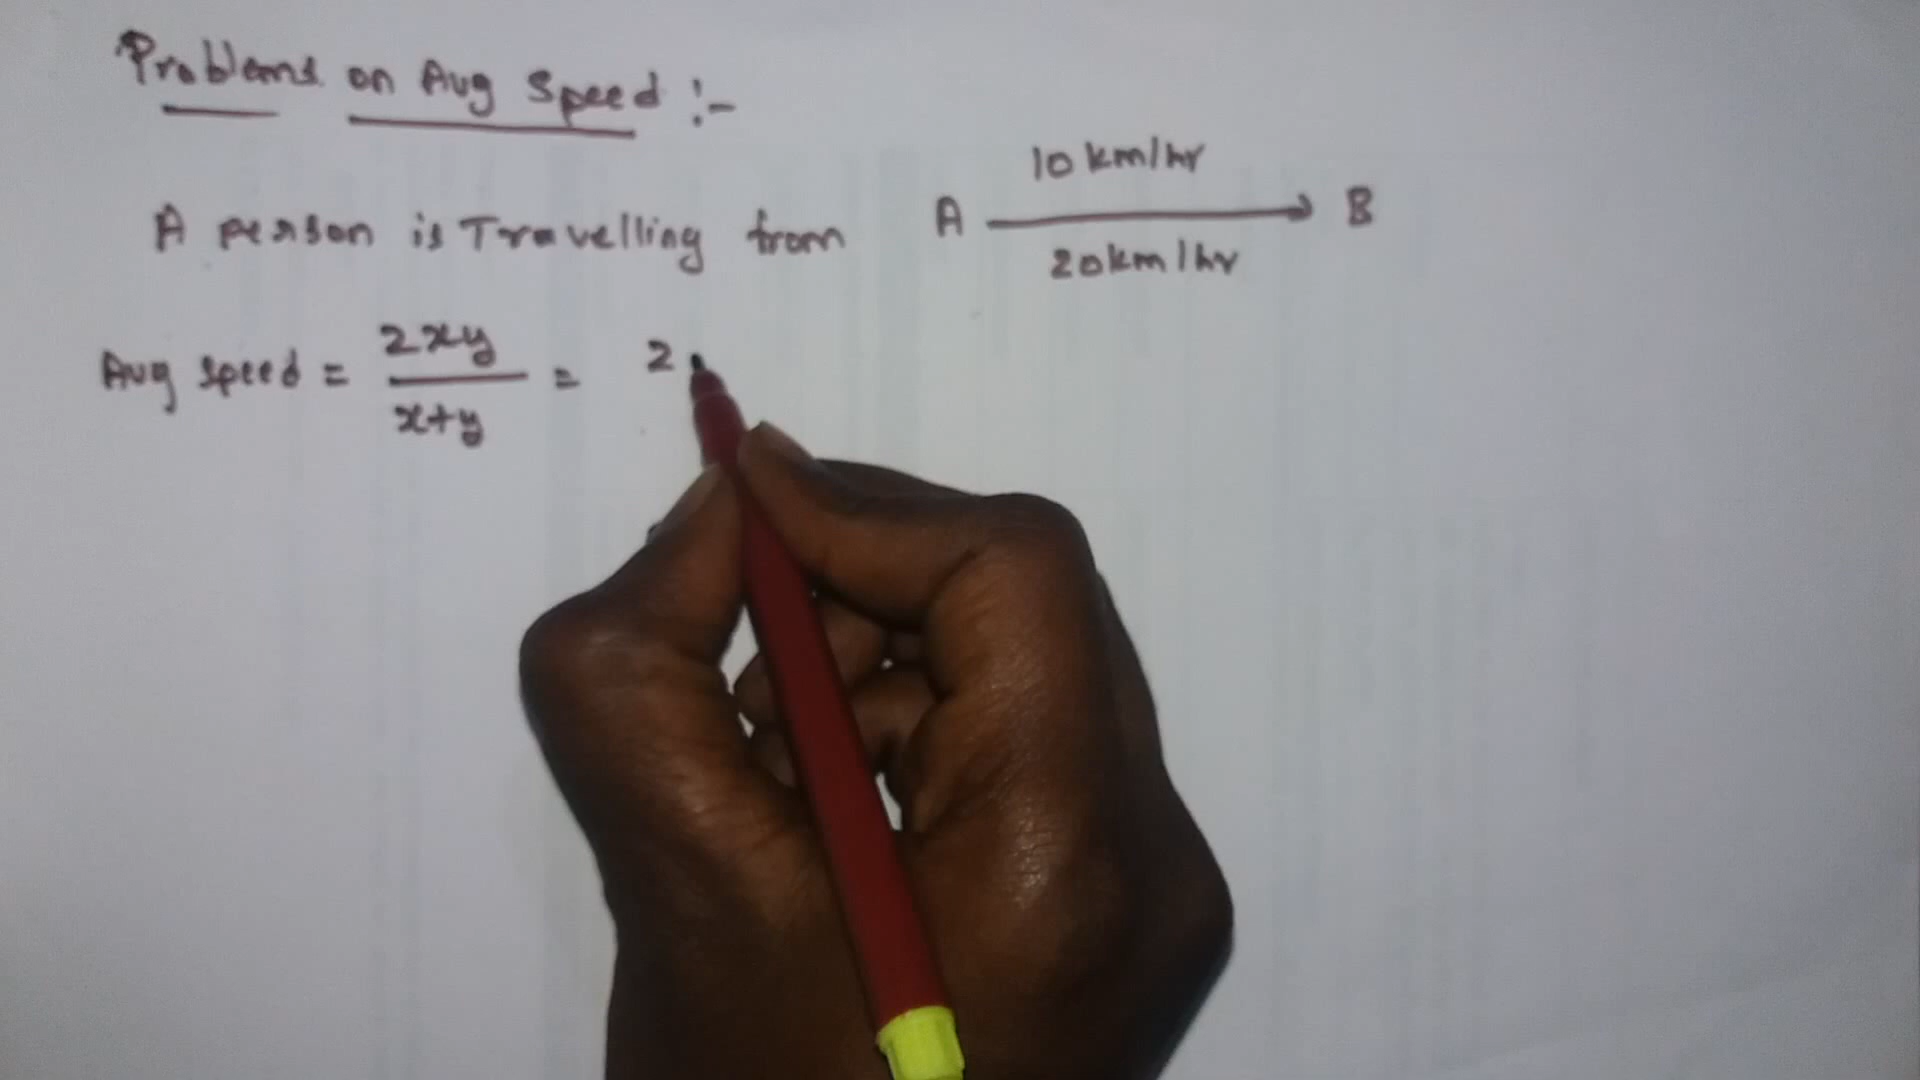 Problems on Avg Speed :-
10 km/hr
A person is Travelling from A → B
20km/hr
Avg speed = 2xy / x+y = 2